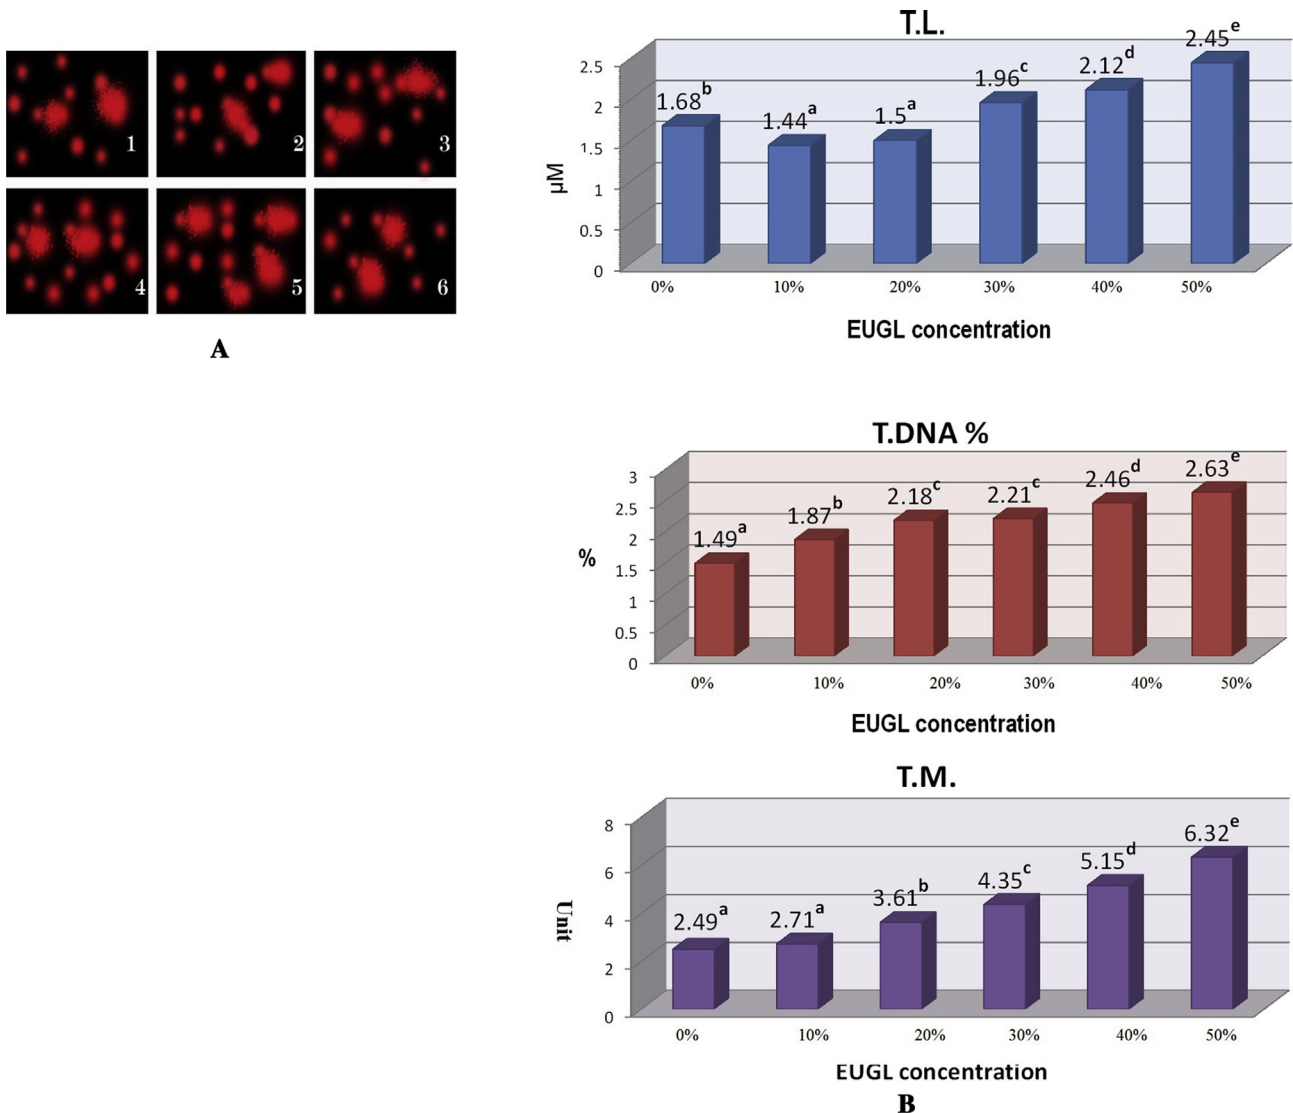 1
2
3
4
5
6
A
T.L.
2.5
2
1.5
1
0.5
0
µM
1.68b
1.44a
1.5a
1.96c
2.12d
2.45e
0% 10% 20% 30% 40% 50%
EUGL concentration
T.DNA %
3
2.5
2
1.5
1
0.5
0
%
1.49a
1.87b
2.18c
2.21c
2.46d
2.63e
0% 10% 20% 30% 40% 50%
EUGL concentration
T.M.
8
6
4
2
0
Unit
2.49a
2.71a
3.61b
4.35c
5.15d
6.32e
0% 10% 20% 30% 40% 50%
EUGL concentration
B